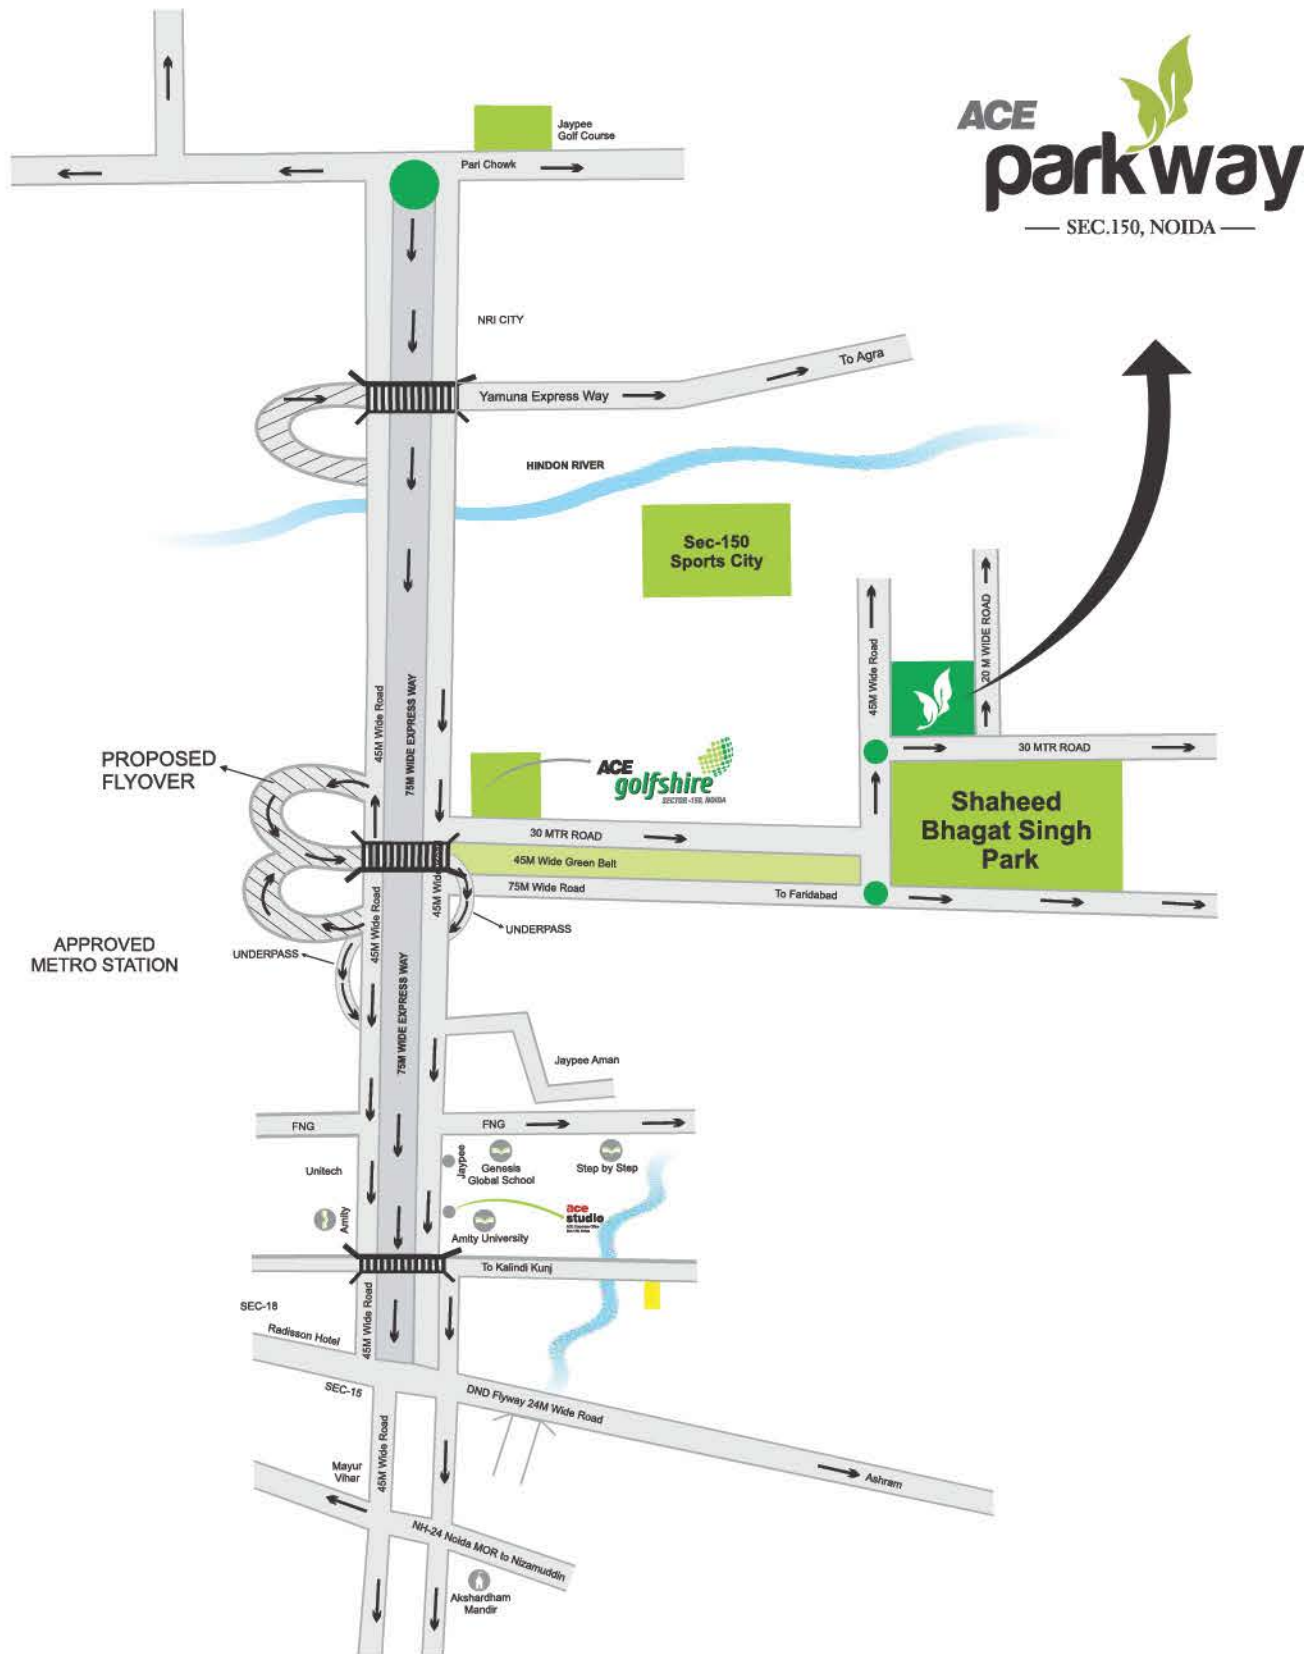 Jaypee
Golf Course
Pari Chowk
ACE
parkway
SEC.150, NOIDA
NRI CITY
To Agra
Yamuna Express Way
HINDON RIVER
Sec-150
Sports City
20 M WIDE ROAD
45M Wide Road
45M Wide Road
75M WIDE EXPRESS WAY
30 MTR ROAD
PROPOSED
FLYOVER
ACE
golfshire
SECTOR -150, NOIDA
Shaheed
Bhagat Singh
Park
30 MTR ROAD
45M Wide Green Belt
75M Wide Road
To Faridabad
45M Wide Road
45M Wide Road
UNDERPASS
APPROVED
METRO STATION
UNDERPASS
75M WIDE EXPRESS WAY
Jaypee Aman
FNG
FNG
Unitech
Jaypee
Genesis
Global School
Step by Step
Amity
ace
studio
Amity University
To Kalindi Kunj
SEC-18
Radisson Hotel
45M Wide Road
SEC-15
DND Flyway 24M Wide Road
45M Wide Road
Mayur
Vihar
Ashram
NH-24 Noida MOR to Nizamuddin
Akshardham
Mandir